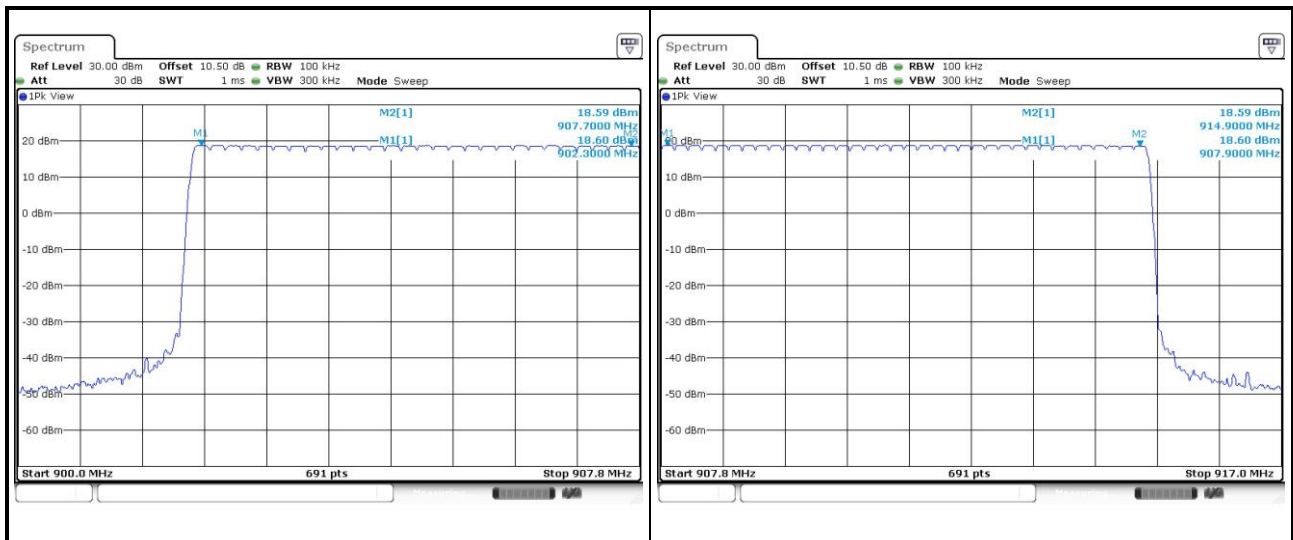 Spectrum
Ref Level 30.00 dBm Offset 10.50 dB RBW 100 kHz
Att 30 dB SWT 1 ms VBW 300 kHz Mode Sweep
1Pk View
M2[1] 18.59 dBm
907.7000 MHz
M1[1] 18.60 dBm
902.3000 MHz
M1
M2
20 dBm
10 dBm
0 dBm
-10 dBm
-20 dBm
-30 dBm
-40 dBm
-50 dBm
-60 dBm
Start 900.0 MHz 691 pts Stop 907.8 MHz
Spectrum
Ref Level 30.00 dBm Offset 10.50 dB RBW 100 kHz
Att 30 dB SWT 1 ms VBW 300 kHz Mode Sweep
1Pk View
M2[1] 18.59 dBm
914.9000 MHz
M1[1] 18.60 dBm
907.9000 MHz
M1
M2
20 dBm
10 dBm
0 dBm
-10 dBm
-20 dBm
-30 dBm
-40 dBm
-50 dBm
-60 dBm
Start 907.8 MHz 691 pts Stop 917.0 MHz